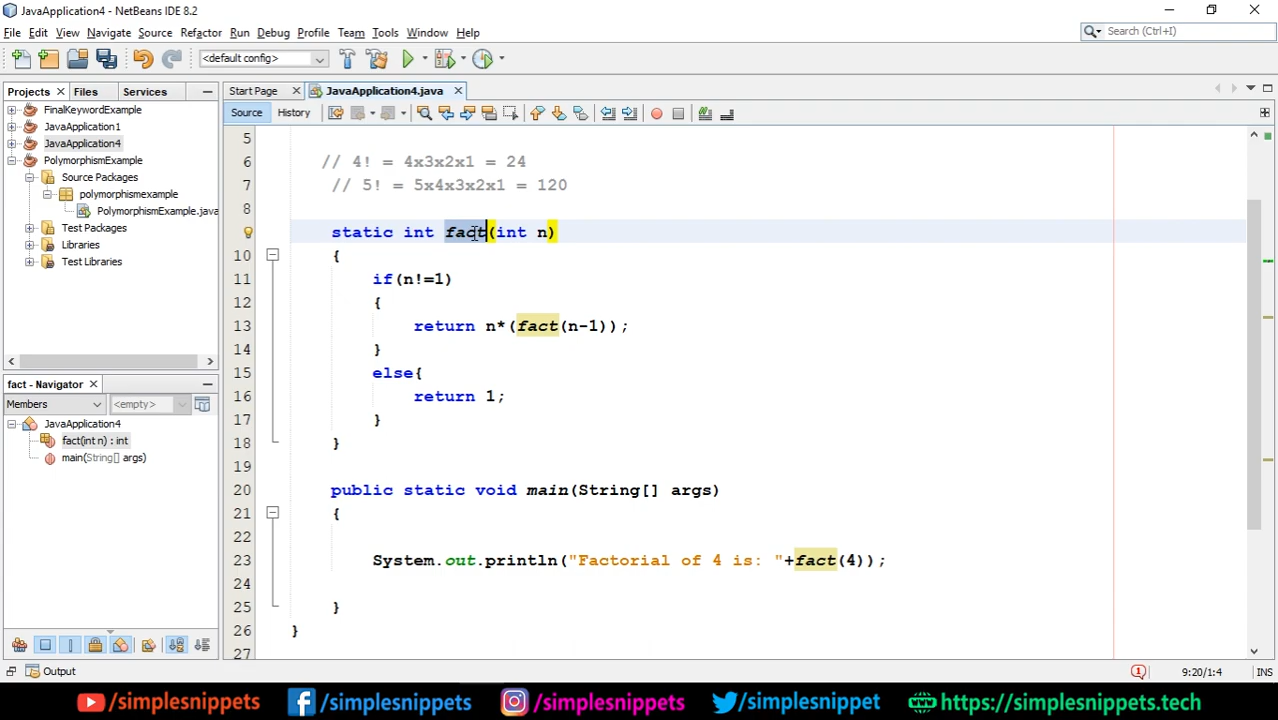 JavaApplication4 - NetBeans IDE 8.2
File Edit View Navigate Source Refactor Run Debug Profile Team Tools Window Help
Search (Ctrl+I)
<default config>
Projects Files Services
Start Page JavaApplication4.java
FinalKeywordExample
JavaApplication1
JavaApplication4
PolymorphismExample
Source Packages
polymorphismexample
PolymorphismExample.java
Test Packages
Libraries
Test Libraries
fact - Navigator
Members <empty>
JavaApplication4
fact(int n) : int
main(String[] args)
Source History
5
6 // 4! = 4x3x2x1 = 24
7 // 5! = 5x4x3x2x1 = 120
8
static int fact(int n)
10 {
11 if(n!=1)
12 {
13 return n*(fact(n-1));
14 }
15 else{
16 return 1;
17 }
18 }
19
20 public static void main(String[] args)
21 {
22
23 System.out.println("Factorial of 4 is: "+fact(4));
24
25 }
26 }
27
Output
1 9:20/1:4 INS
/simplesnippets /simplesnippets /simplesnippets /simplesnippets https://simplesnippets.tech